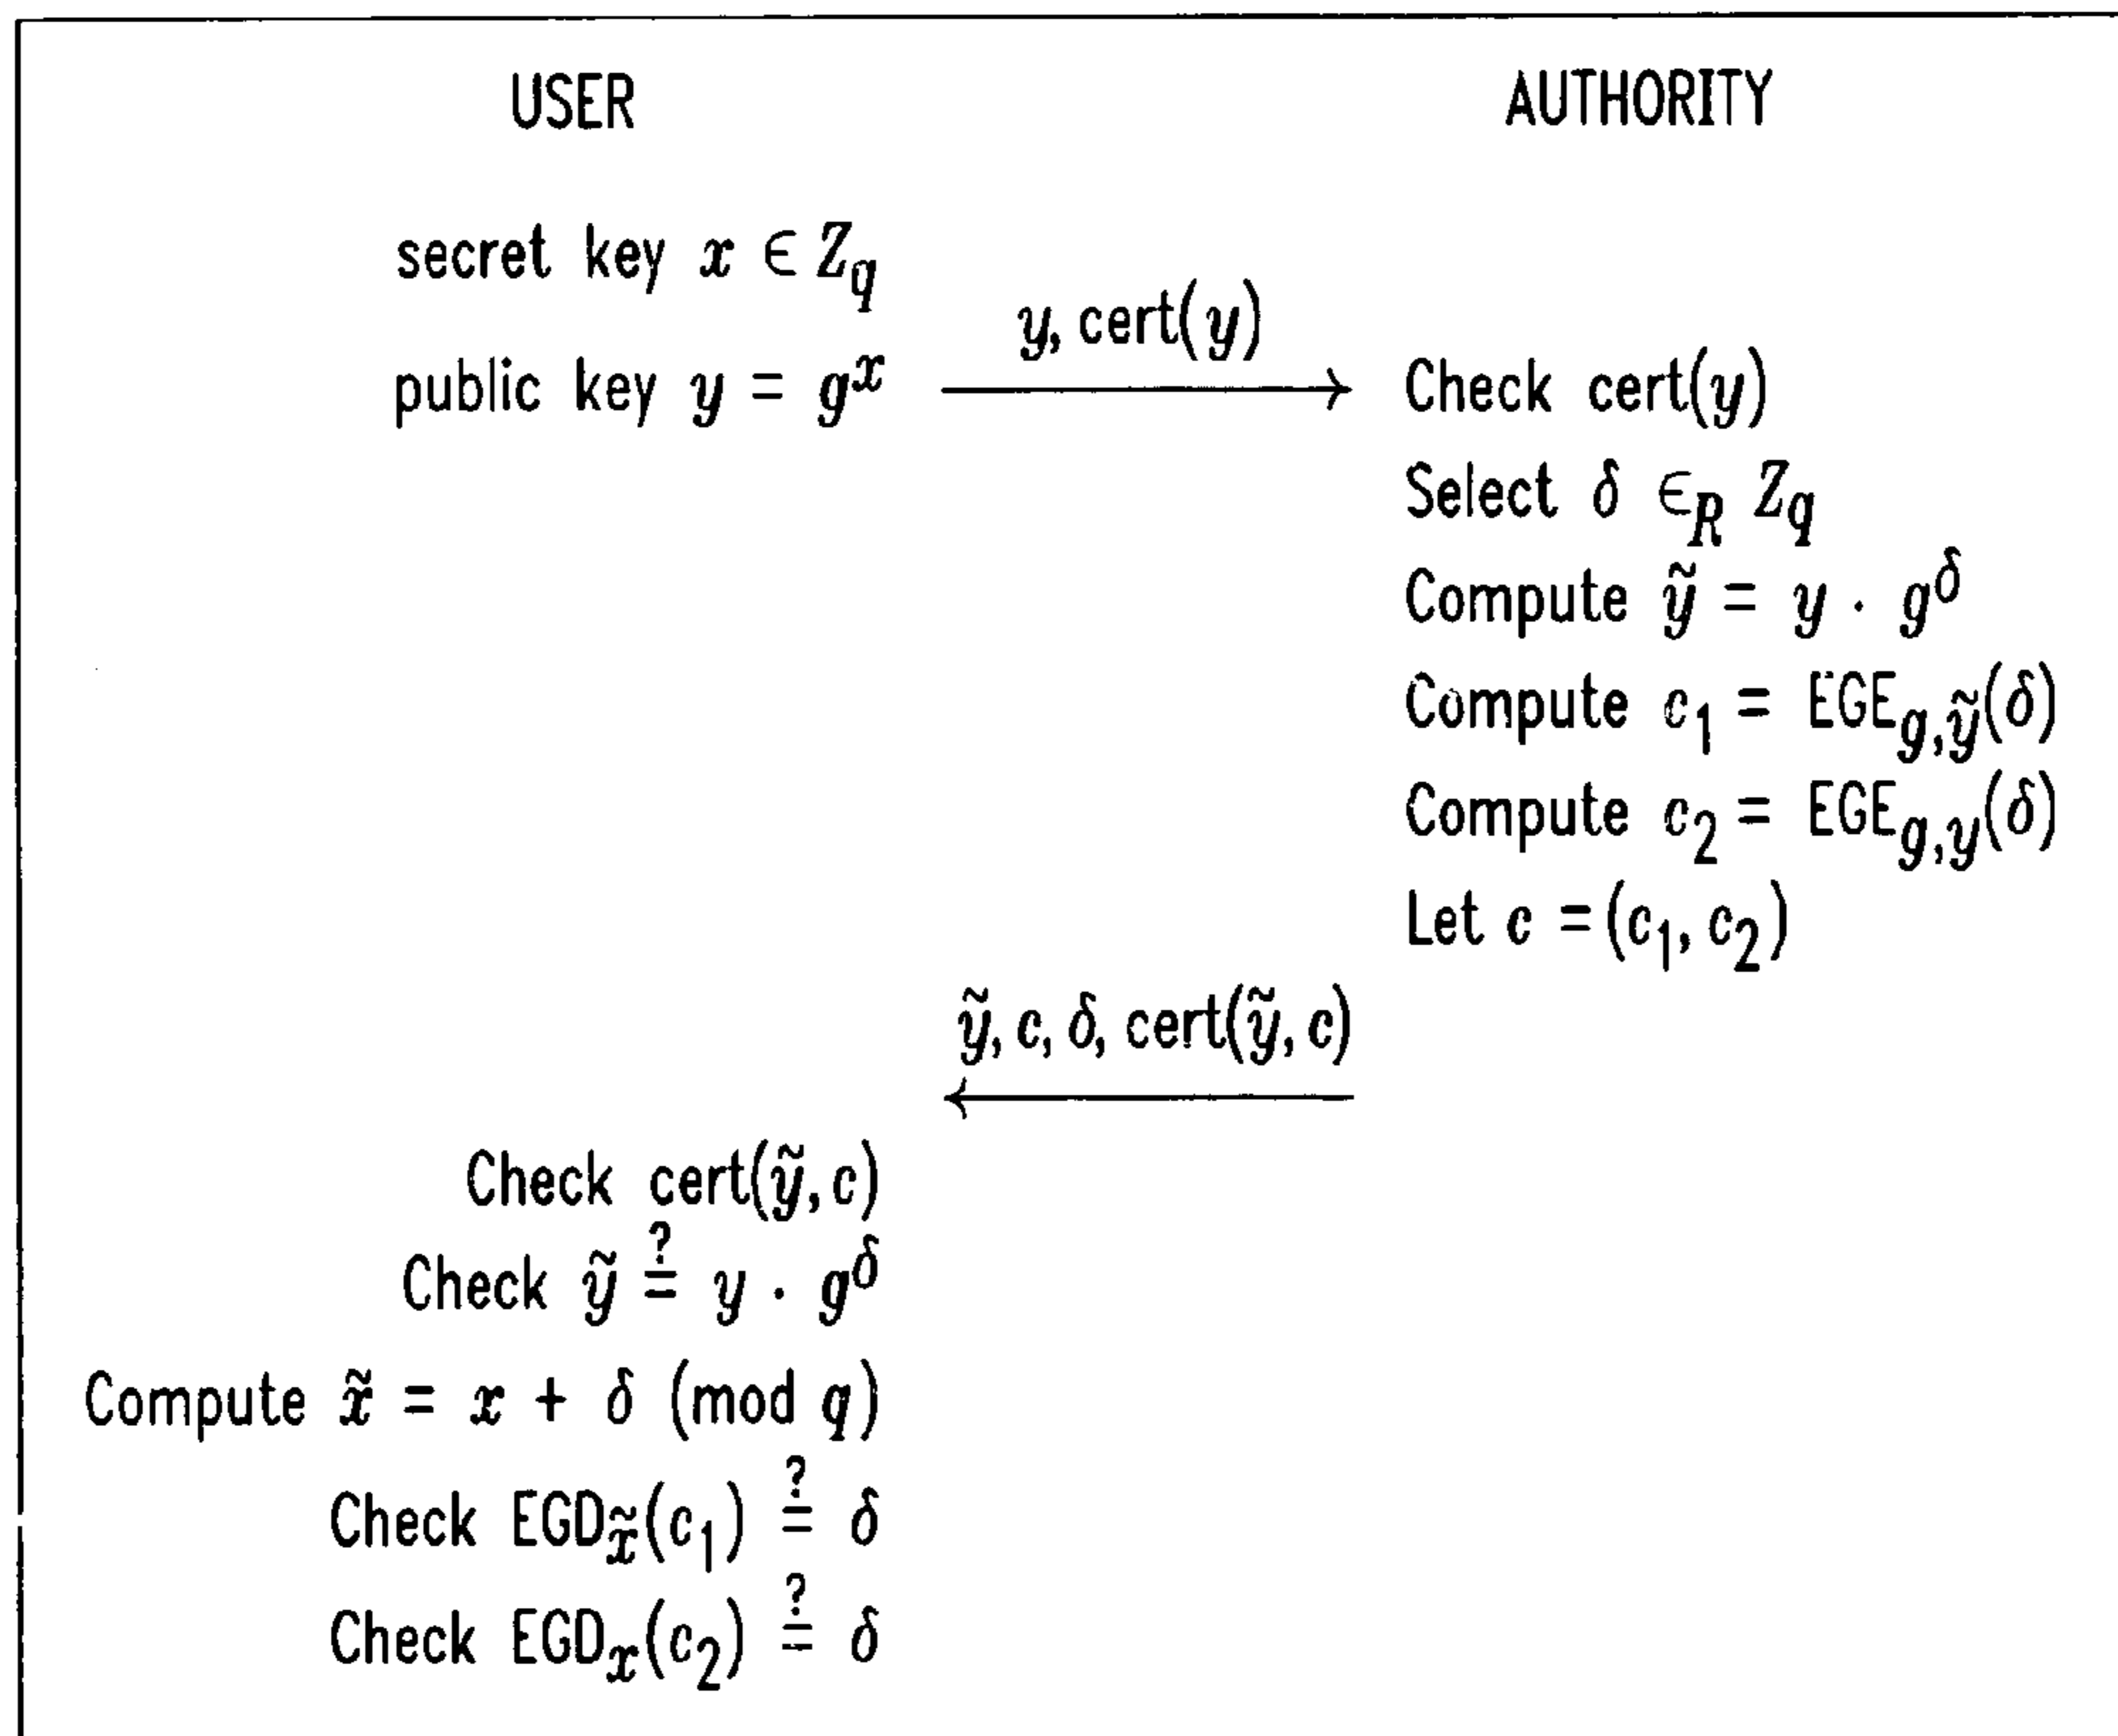 USER AUTHORITY
secret key x ∈ Z_q
y, cert(y)
public key y = g^x Check cert(y)
Select δ ∈_R Z_q
Compute ỹ = y · g^δ
Compute c_1 = EGE_{g,ỹ}(δ)
Compute c_2 = EGE_{g,y}(δ)
Let c = (c_1, c_2)
ỹ, c, δ, cert(ỹ, c)
Check cert(ỹ, c)
Check ỹ ≟ y · g^δ
Compute x̃ = x + δ (mod q)
Check EGD_x̃(c_1) ≟ δ
Check EGD_x(c_2) ≟ δ